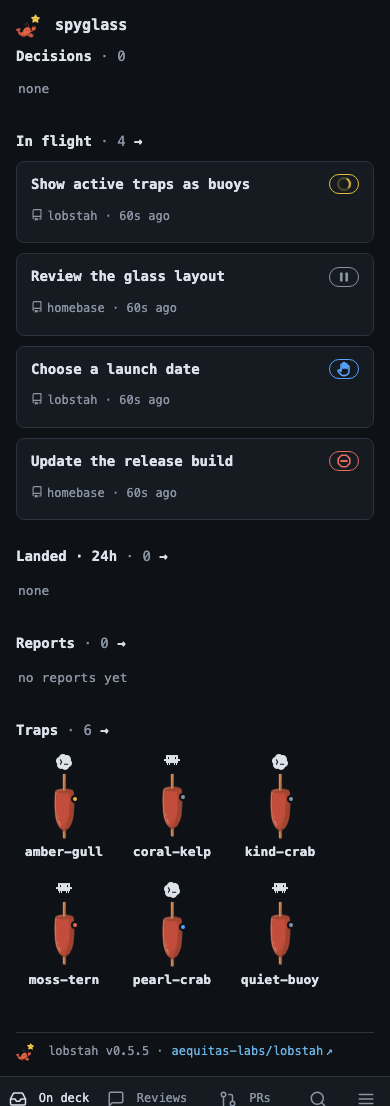 spyglass
Decisions · 0
none
In flight · 4 →
Show active traps as buoys
lobstah · 60s ago
Review the glass layout
homebase · 60s ago
Choose a launch date
lobstah · 60s ago
Update the release build
homebase · 60s ago
Landed · 24h · 0 →
none
Reports · 0 →
no reports yet
Traps · 6 →
amber-gull coral-kelp kind-crab
moss-tern pearl-crab quiet-buoy
lobstah v0.5.5 · aequitas-labs/lobstah↗
On deck Reviews PRs